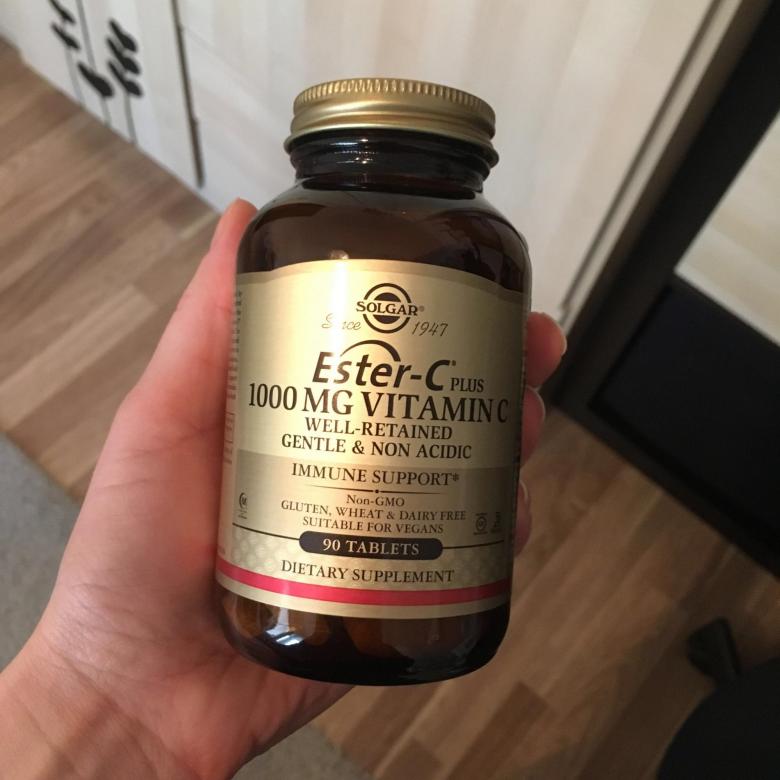 SOLGAR®
Since 1947
Ester-C® PLUS
1000 MG VITAMIN C
WELL-RETAINED
GENTLE & NON ACIDIC
IMMUNE SUPPORT*
Non-GMO
GLUTEN, WHEAT & DAIRY FREE
SUITABLE FOR VEGANS
90 TABLETS
DIETARY SUPPLEMENT